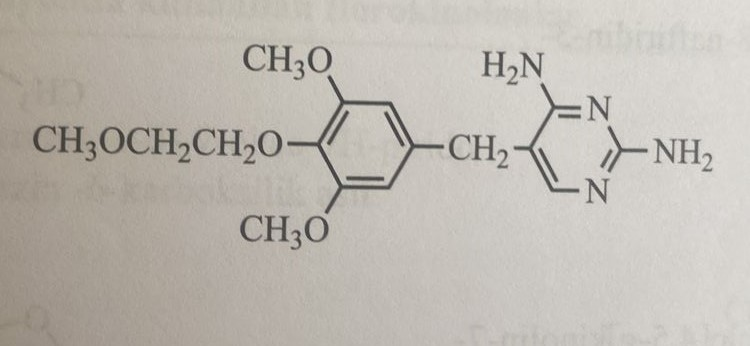 CH₃O H₂N
N
CH₃OCH₂CH₂O CH₂ NH₂
N
CH₃O